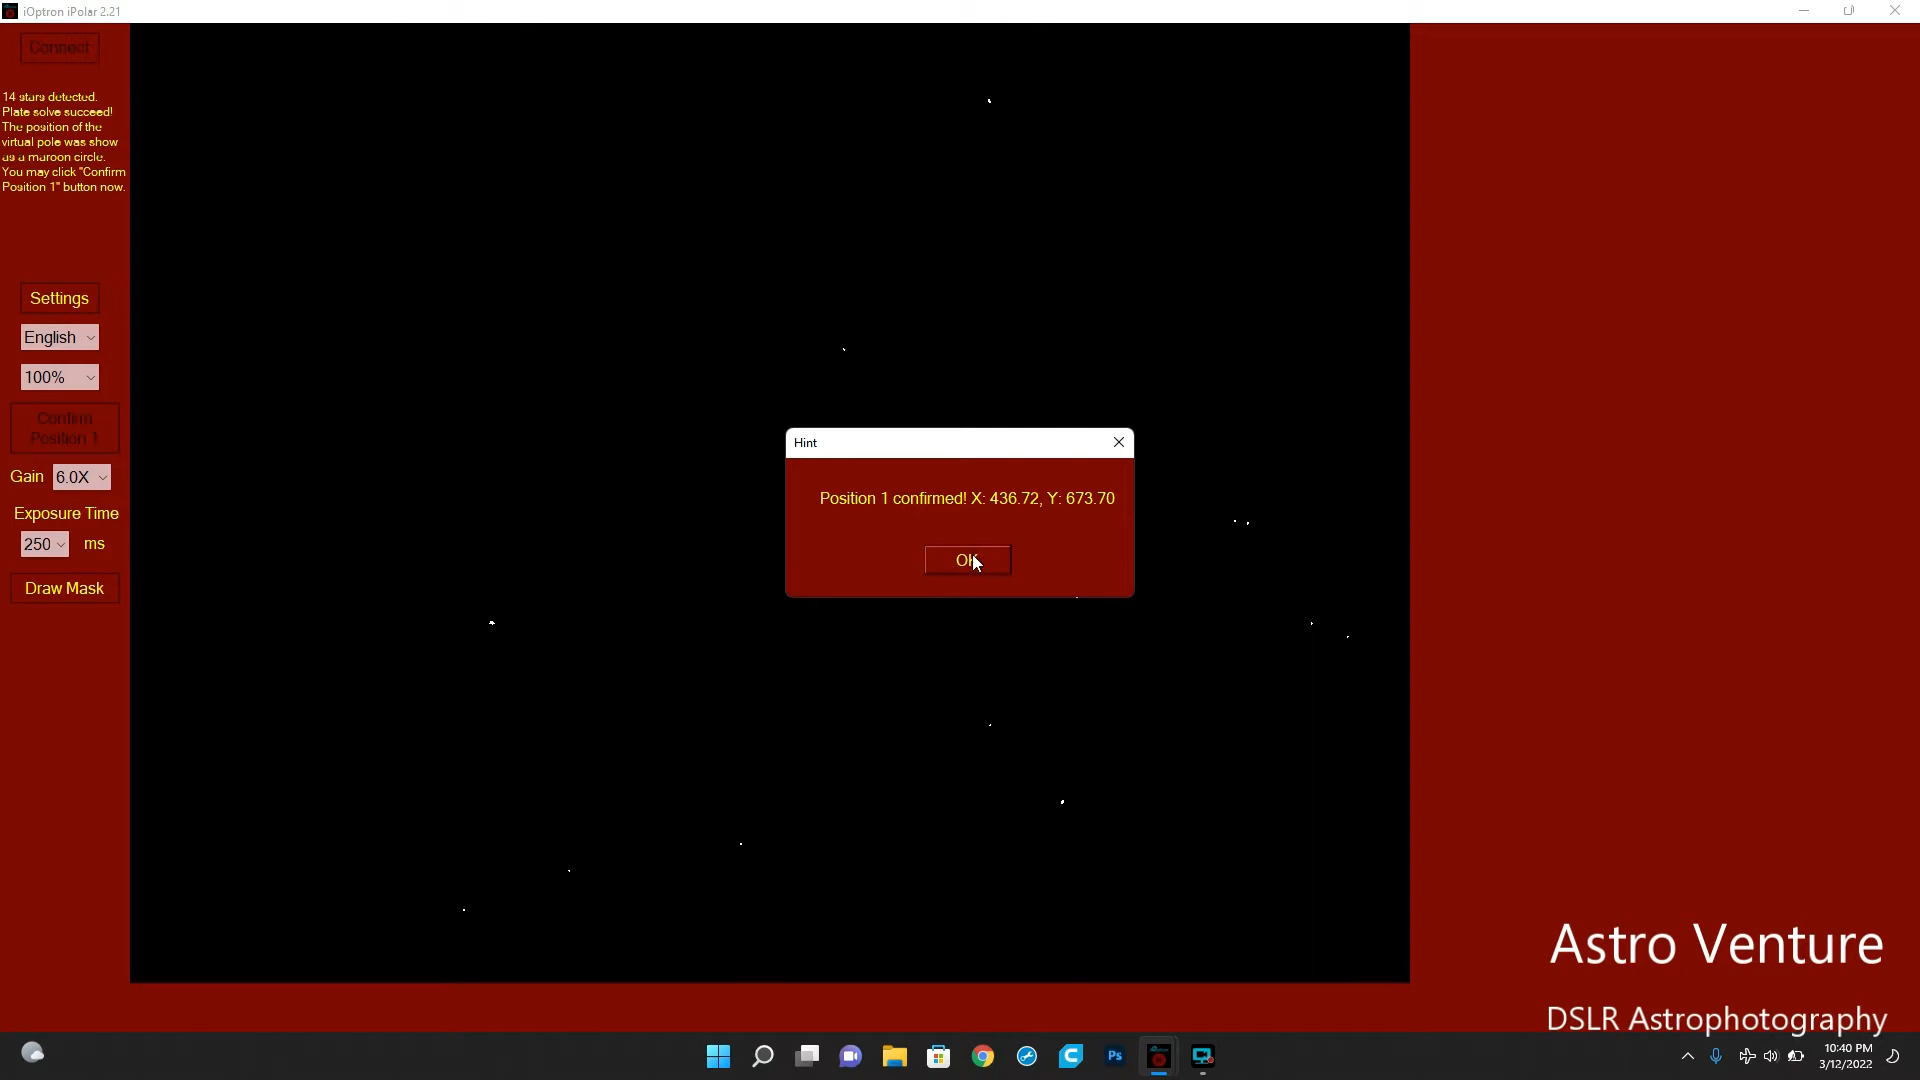 iOptron iPolar 2.21
Connect
14 stars detected.
Plate solve succeed!
The position of the
virtual pole was show
as a maroon circle.
You may click "Confirm
Position 1" button now.
Settings
English
100%
Confirm
Position 1
Gain 6.0X
Exposure Time
250 ms
Draw Mask
Hint
Position 1 confirmed! X: 436.72, Y: 673.70
OK
Astro Venture
DSLR Astrophotography
Ps
10:40 PM
3/12/2022